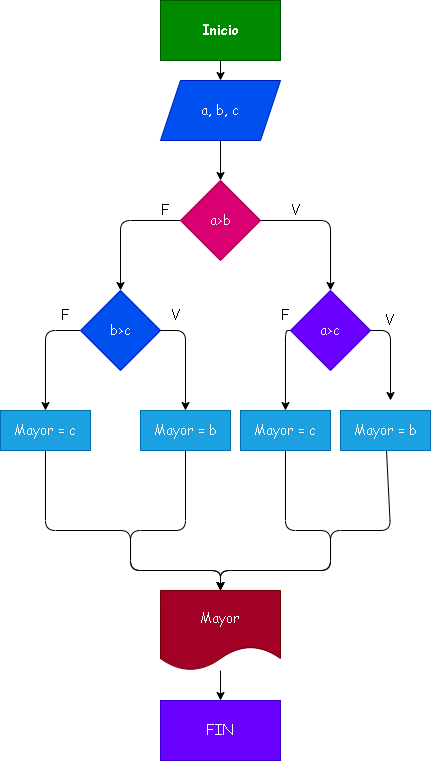 Inicio
a, b, c
a>b
F
V
b>c
F
V
a>c
F
V
Mayor = c
Mayor = b
Mayor = c
Mayor = b
Mayor
FIN